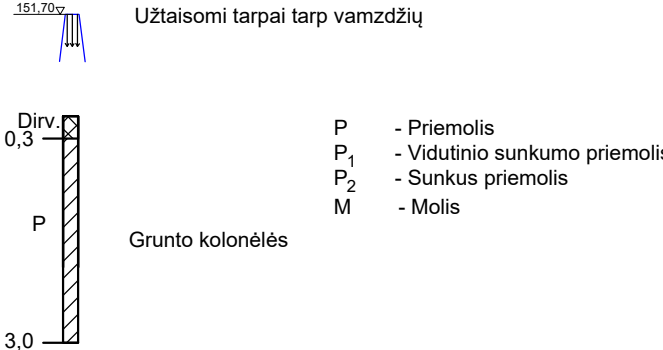 151,70
Užtaisomi tarpai tarp vamzdžių
Dirv.
0,3
P
3,0
Grunto kolonėlės
P - Priemolis
P1 - Vidutinio sunkumo priemolis
P2 - Sunkus priemolis
M - Molis